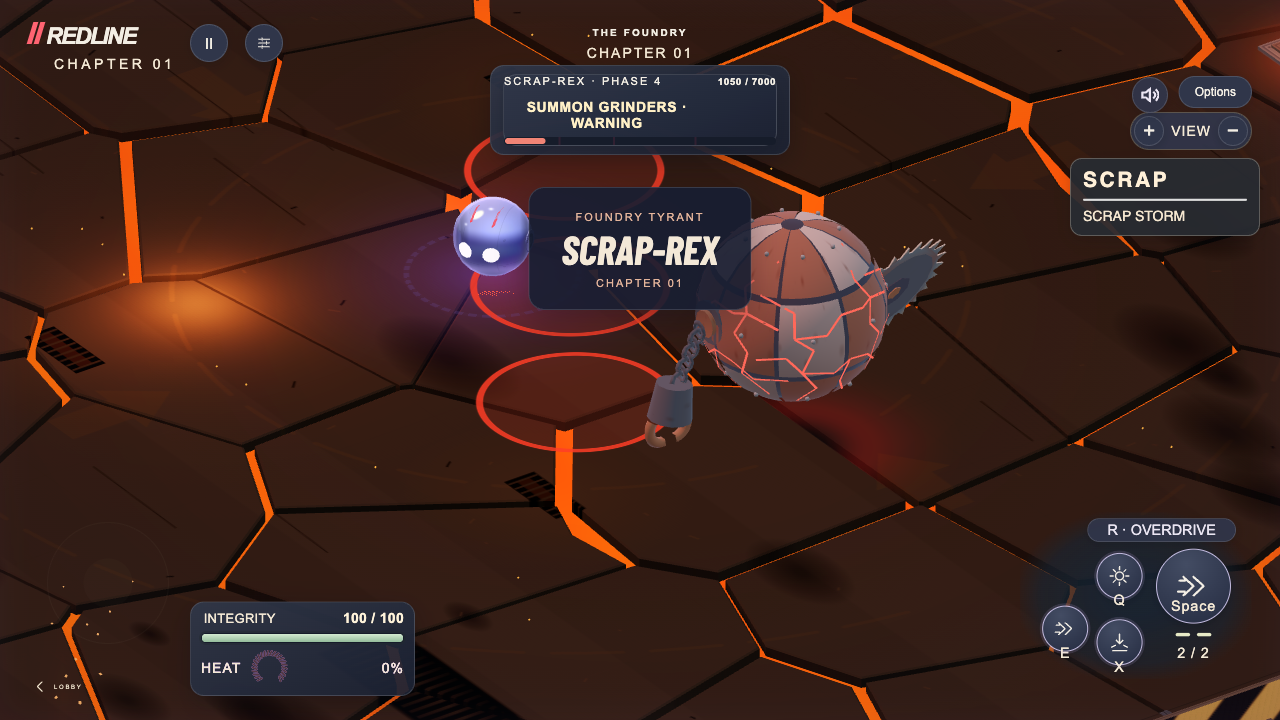 REDLINE
CHAPTER 01
THE FOUNDRY
CHAPTER 01
SCRAP-REX · PHASE 4
1050 / 7000
SUMMON GRINDERS ·
WARNING
Options
+ VIEW −
SCRAP
SCRAP STORM
FOUNDRY TYRANT
SCRAP-REX
CHAPTER 01
R · OVERDRIVE
Q
Space
E
X
2 / 2
INTEGRITY
100 / 100
HEAT
0%
LOBBY